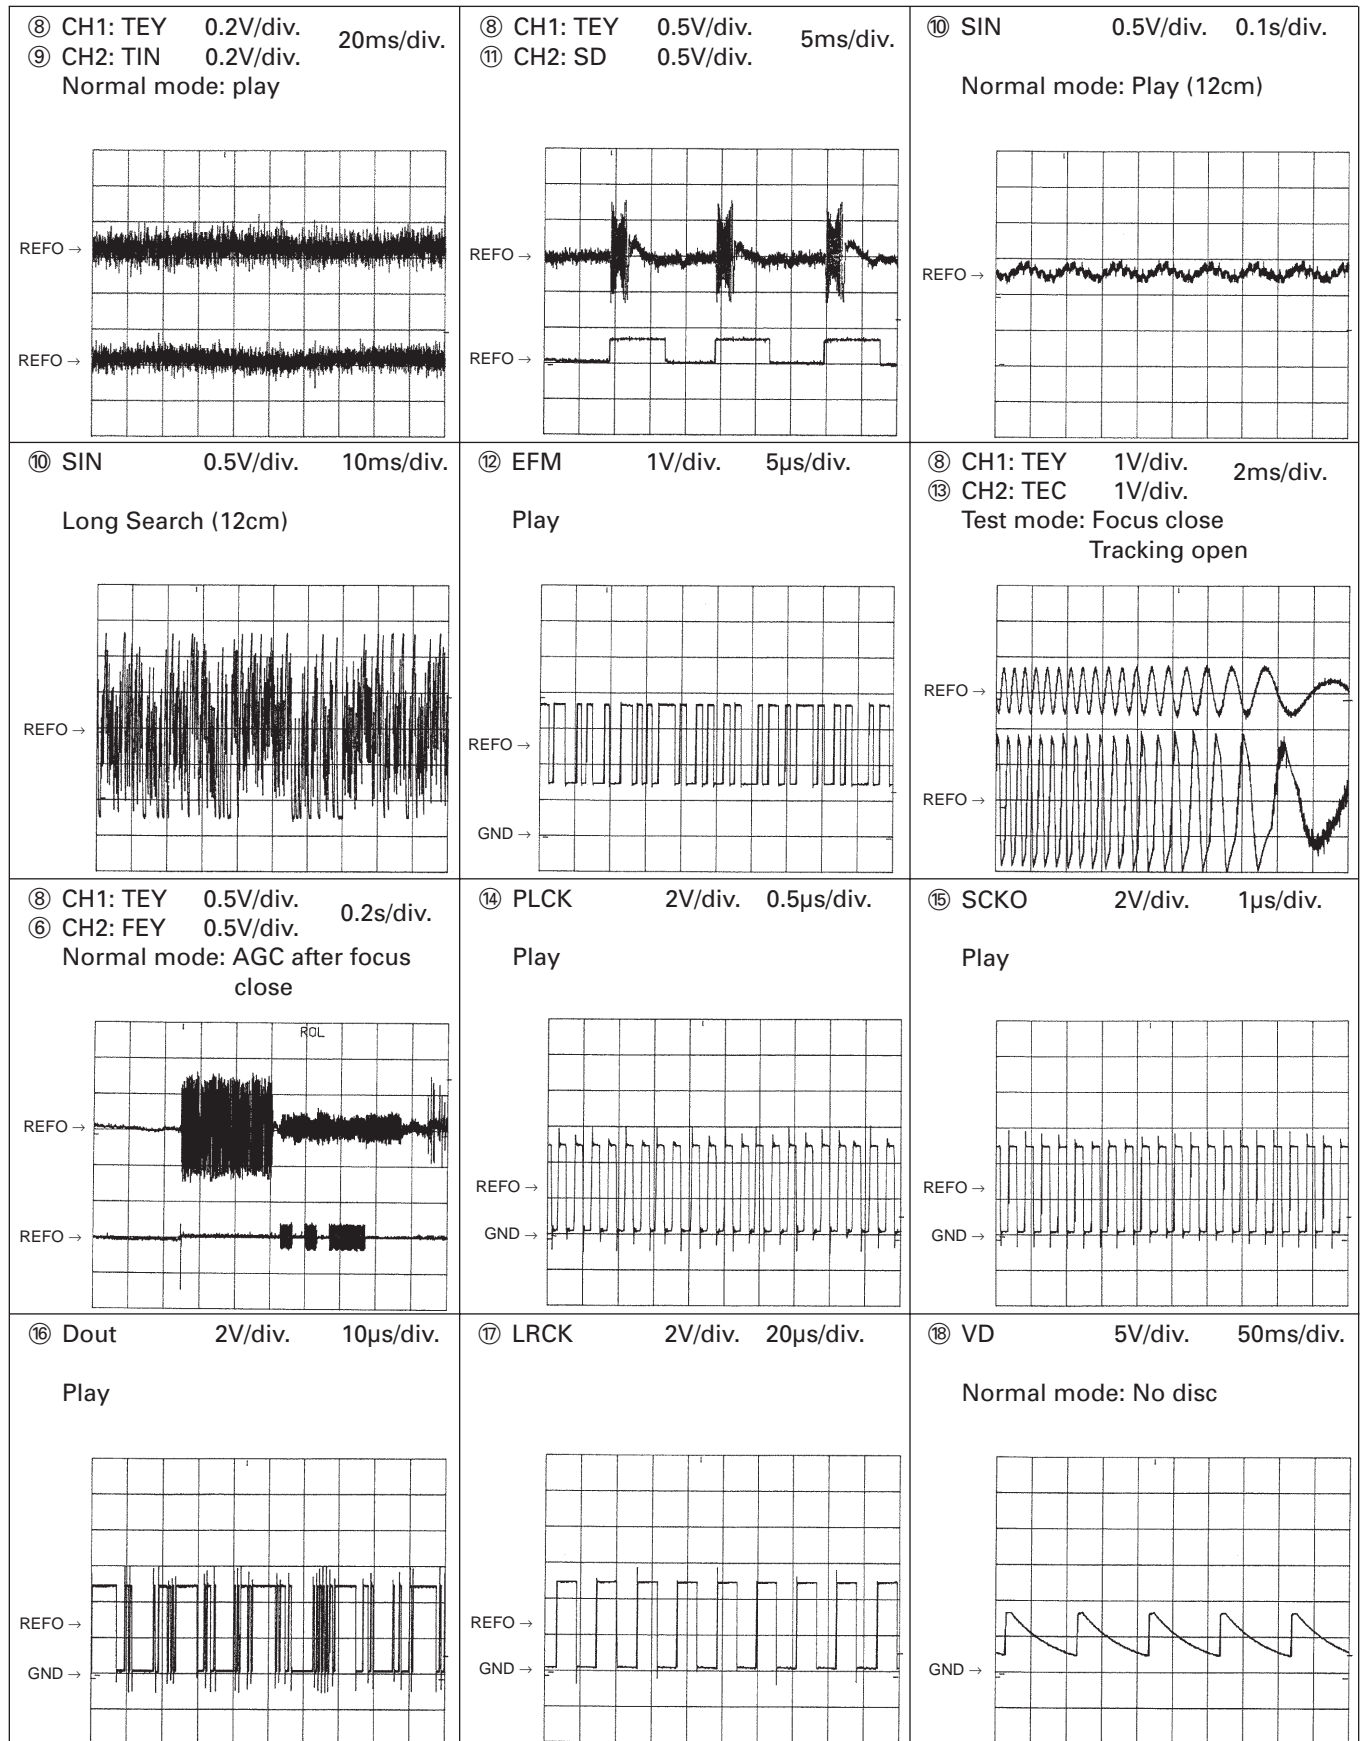 ⑧ CH1: TEY 0.2V/div. 20ms/div.
⑨ CH2: TIN 0.2V/div.
Normal mode: play
REFO →
REFO →
⑧ CH1: TEY 0.5V/div. 5ms/div.
⑪ CH2: SD 0.5V/div.
REFO →
REFO →
⑩ SIN 0.5V/div. 0.1s/div.
Normal mode: Play (12cm)
REFO →
⑩ SIN 0.5V/div. 10ms/div.
Long Search (12cm)
REFO →
⑫ EFM 1V/div. 5µs/div.
Play
REFO →
GND →
⑧ CH1: TEY 1V/div. 2ms/div.
⑬ CH2: TEC 1V/div.
Test mode: Focus close
Tracking open
REFO →
REFO →
⑧ CH1: TEY 0.5V/div. 0.2s/div.
⑥ CH2: FEY 0.5V/div.
Normal mode: AGC after focus
close
ROL
REFO →
REFO →
⑭ PLCK 2V/div. 0.5µs/div.
Play
REFO →
GND →
⑮ SCKO 2V/div. 1µs/div.
Play
REFO →
GND →
⑯ Dout 2V/div. 10µs/div.
Play
REFO →
GND →
⑰ LRCK 2V/div. 20µs/div.
REFO →
GND →
⑱ VD 5V/div. 50ms/div.
Normal mode: No disc
GND →